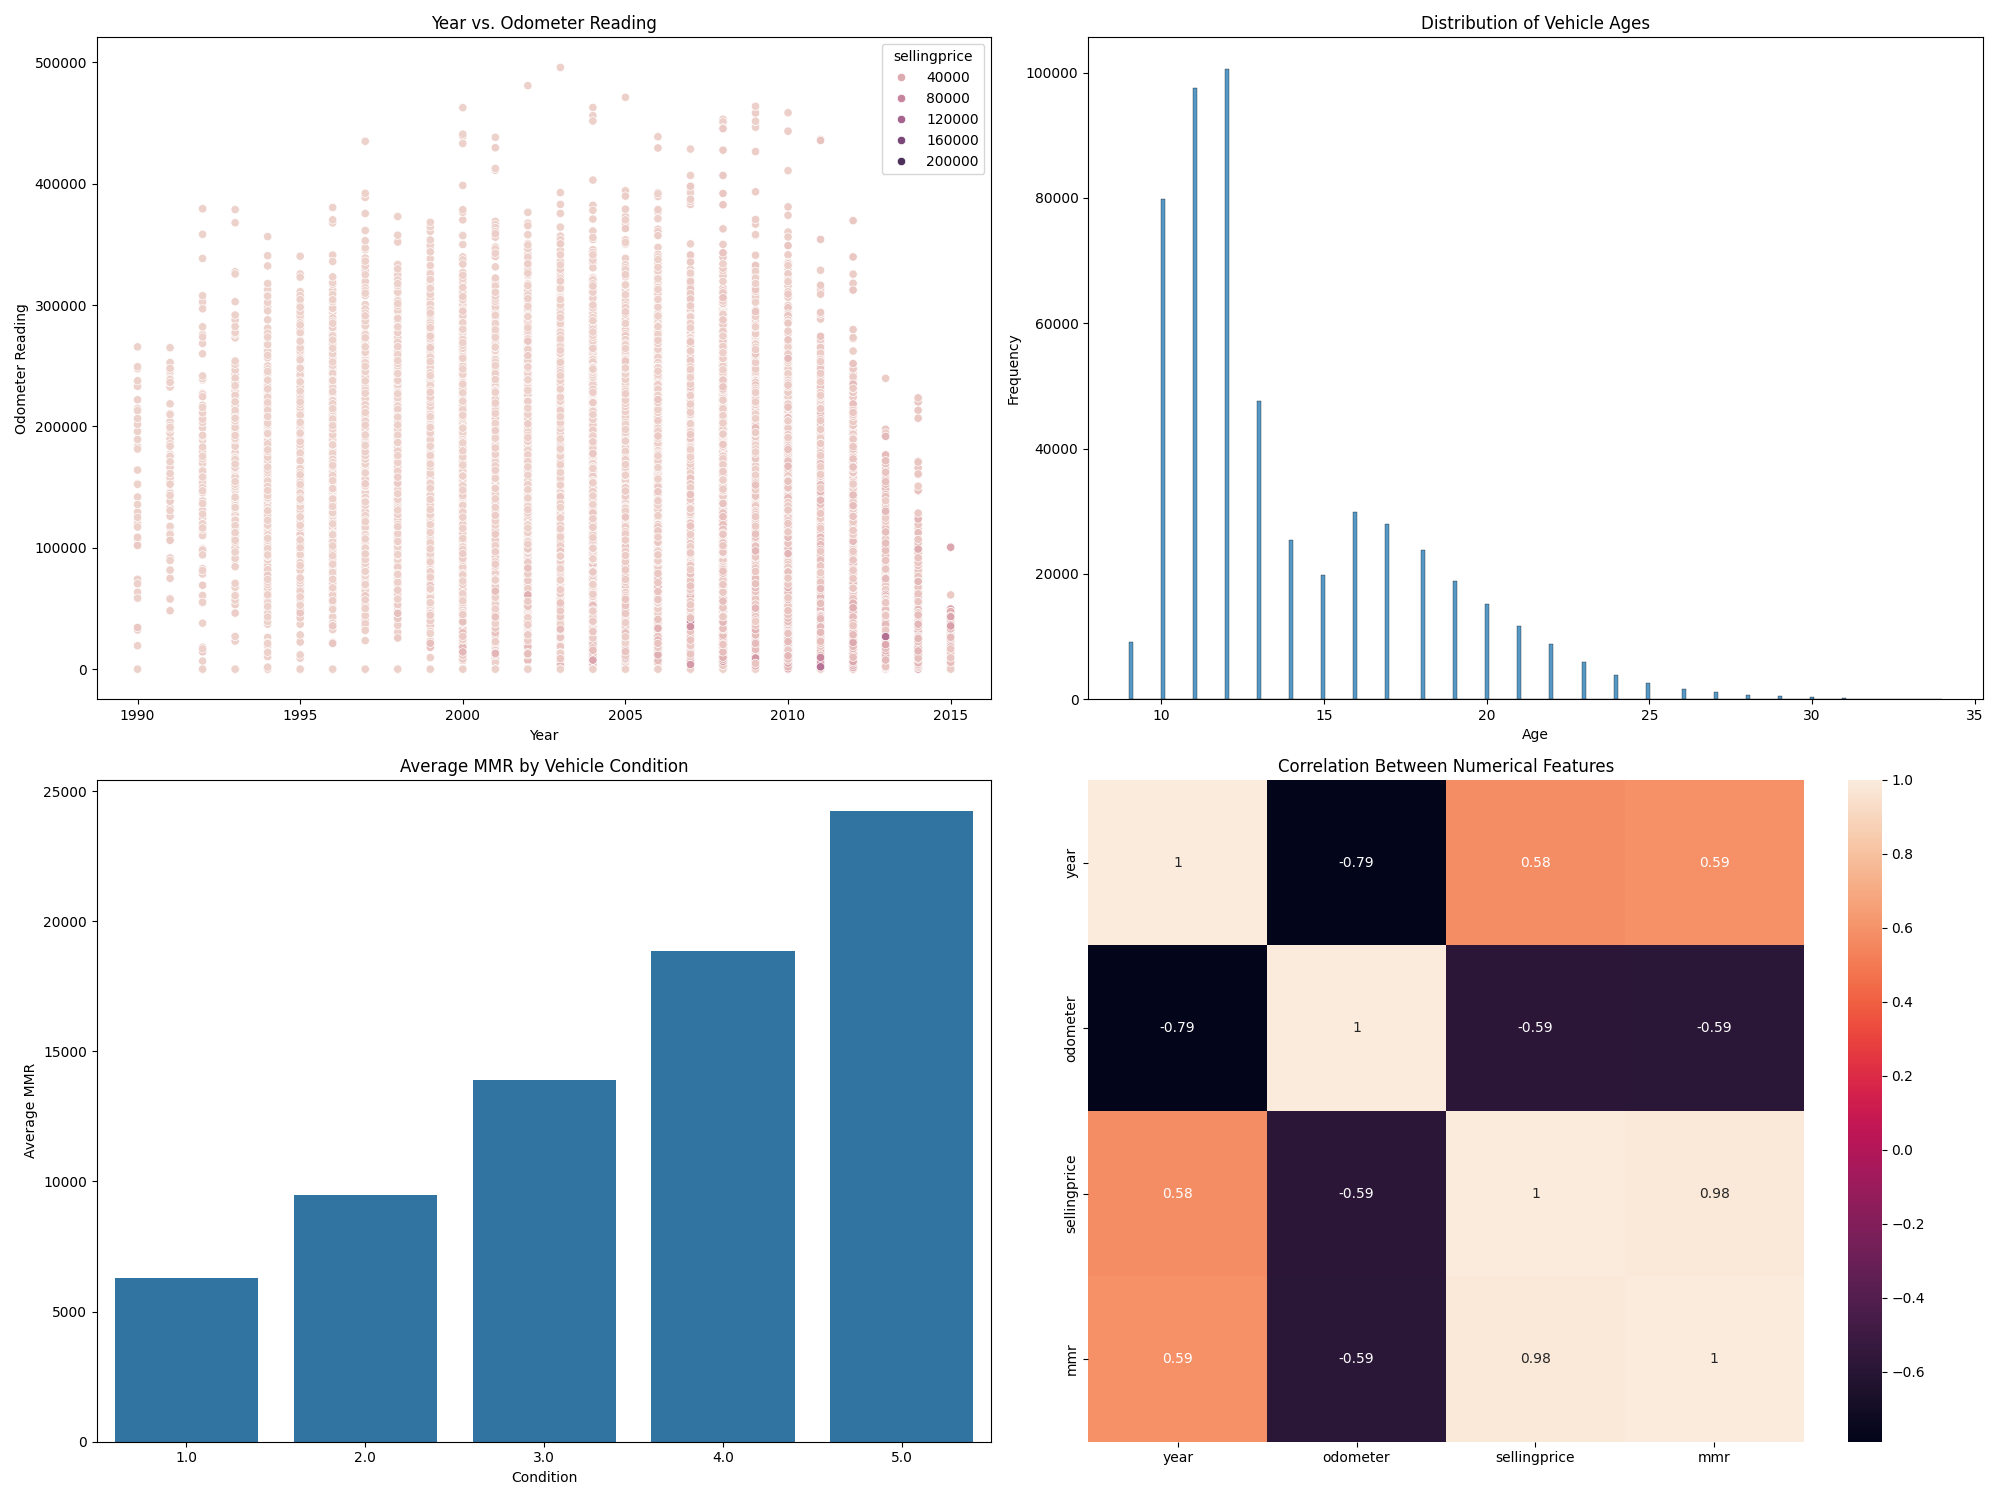 Year vs. Odometer Reading
500000
400000
300000
200000
100000
0
Odometer Reading
sellingprice
40000
80000
120000
160000
200000
1990 1995 2000 2005 2010 2015
Year
Distribution of Vehicle Ages
100000
80000
60000
40000
20000
0
Frequency
10 15 20 25 30 35
Age
Average MMR by Vehicle Condition
25000
20000
15000
10000
5000
0
Average MMR
1.0 2.0 3.0 4.0 5.0
Condition
Correlation Between Numerical Features
year 1 -0.79 0.58 0.59
odometer -0.79 1 -0.59 -0.59
sellingprice 0.58 -0.59 1 0.98
mmr 0.59 -0.59 0.98 1
year odometer sellingprice mmr
1.0
0.8
0.6
0.4
0.2
0.0
−0.2
−0.4
−0.6